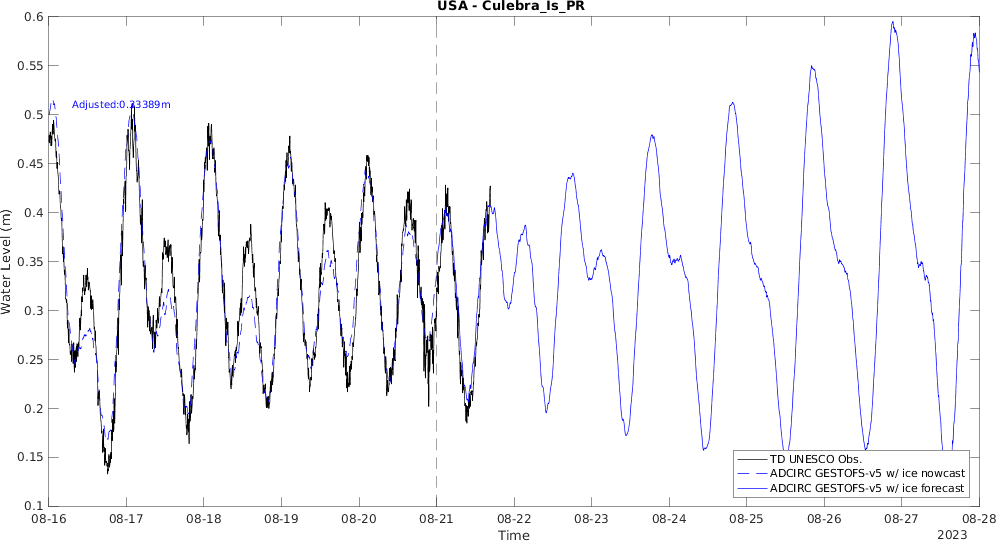 USA - Culebra_Is_PR
0.6
0.55
0.5
0.45
0.4
0.35
0.3
0.25
0.2
0.15
0.1
Water Level (m)
Adjusted:0.33389m
TD UNESCO Obs.
ADCIRC GESTOFS-v5 w/ ice nowcast
ADCIRC GESTOFS-v5 w/ ice forecast
08-16 08-17 08-18 08-19 08-20 08-21 08-22 08-23 08-24 08-25 08-26 08-27 08-28
Time
2023